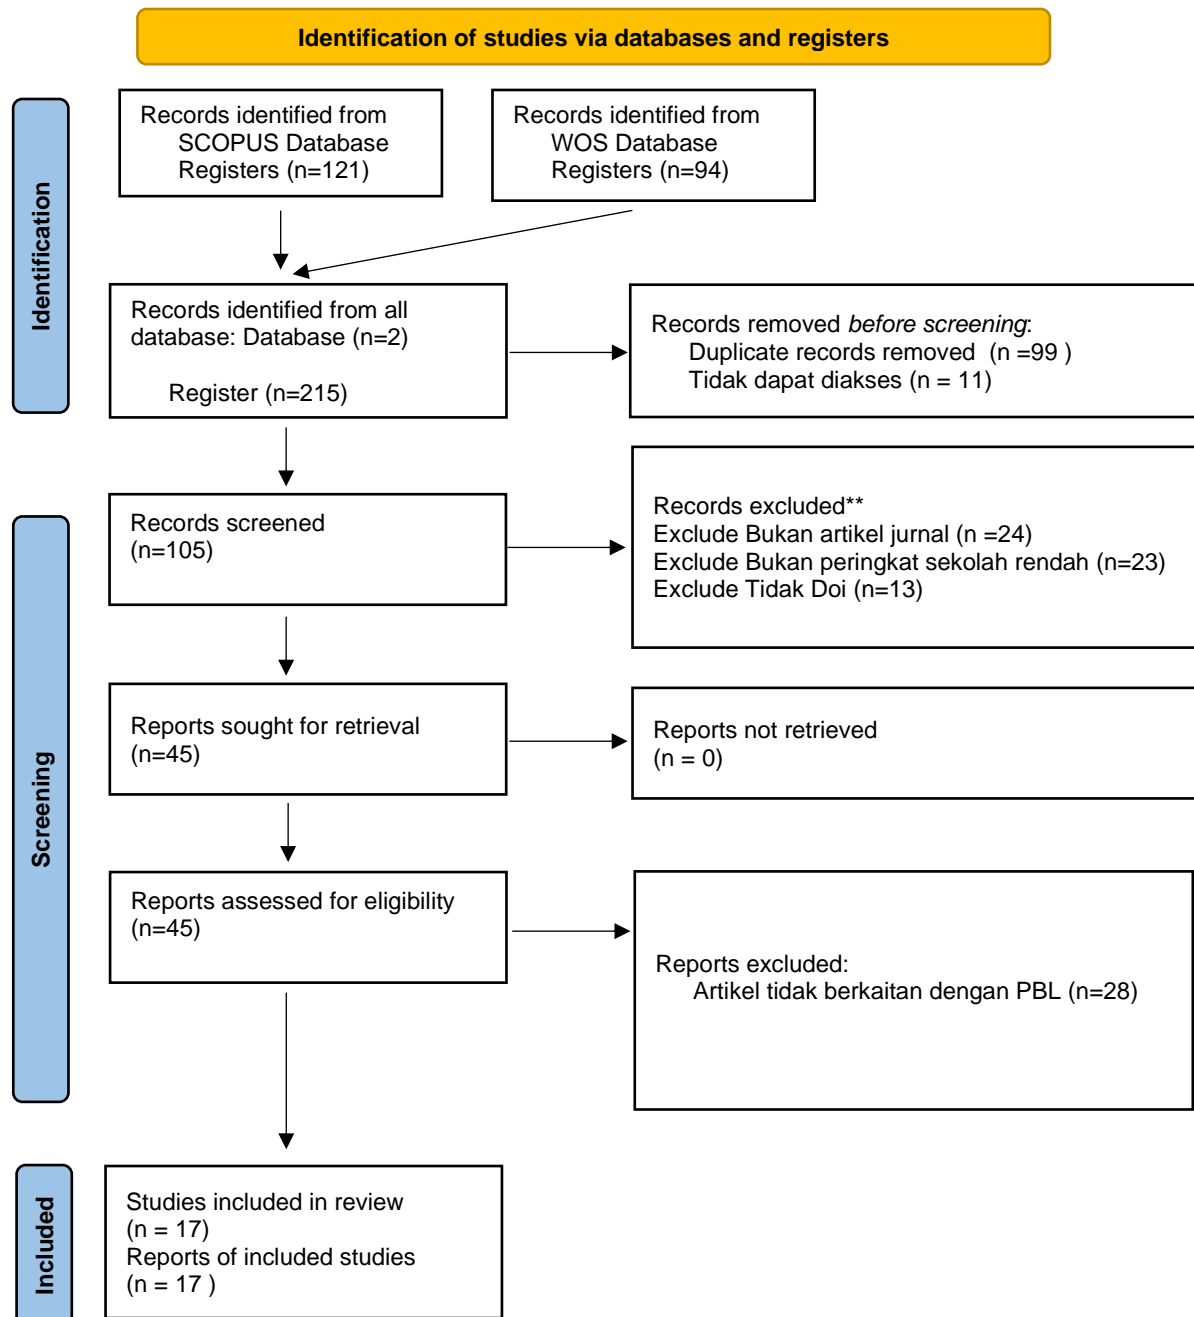 Identification of studies via databases and registers
Identification
Records identified from
SCOPUS Database
Registers (n=121)
Records identified from
WOS Database
Registers (n=94)
Records identified from all
database: Database (n=2)
Register (n=215)
Records removed before screening:
Duplicate records removed  (n =99 )
Tidak dapat diakses (n = 11)
Screening
Records screened
(n=105)
Records excluded**
Exclude Bukan artikel jurnal (n =24)
Exclude Bukan peringkat sekolah rendah (n=23)
Exclude Tidak Doi (n=13)
Reports sought for retrieval
(n=45)
Reports not retrieved
(n = 0)
Reports assessed for eligibility
(n=45)
Reports excluded:
Artikel tidak berkaitan dengan PBL (n=28)
Included
Studies included in review
(n = 17)
Reports of included studies
(n = 17 )